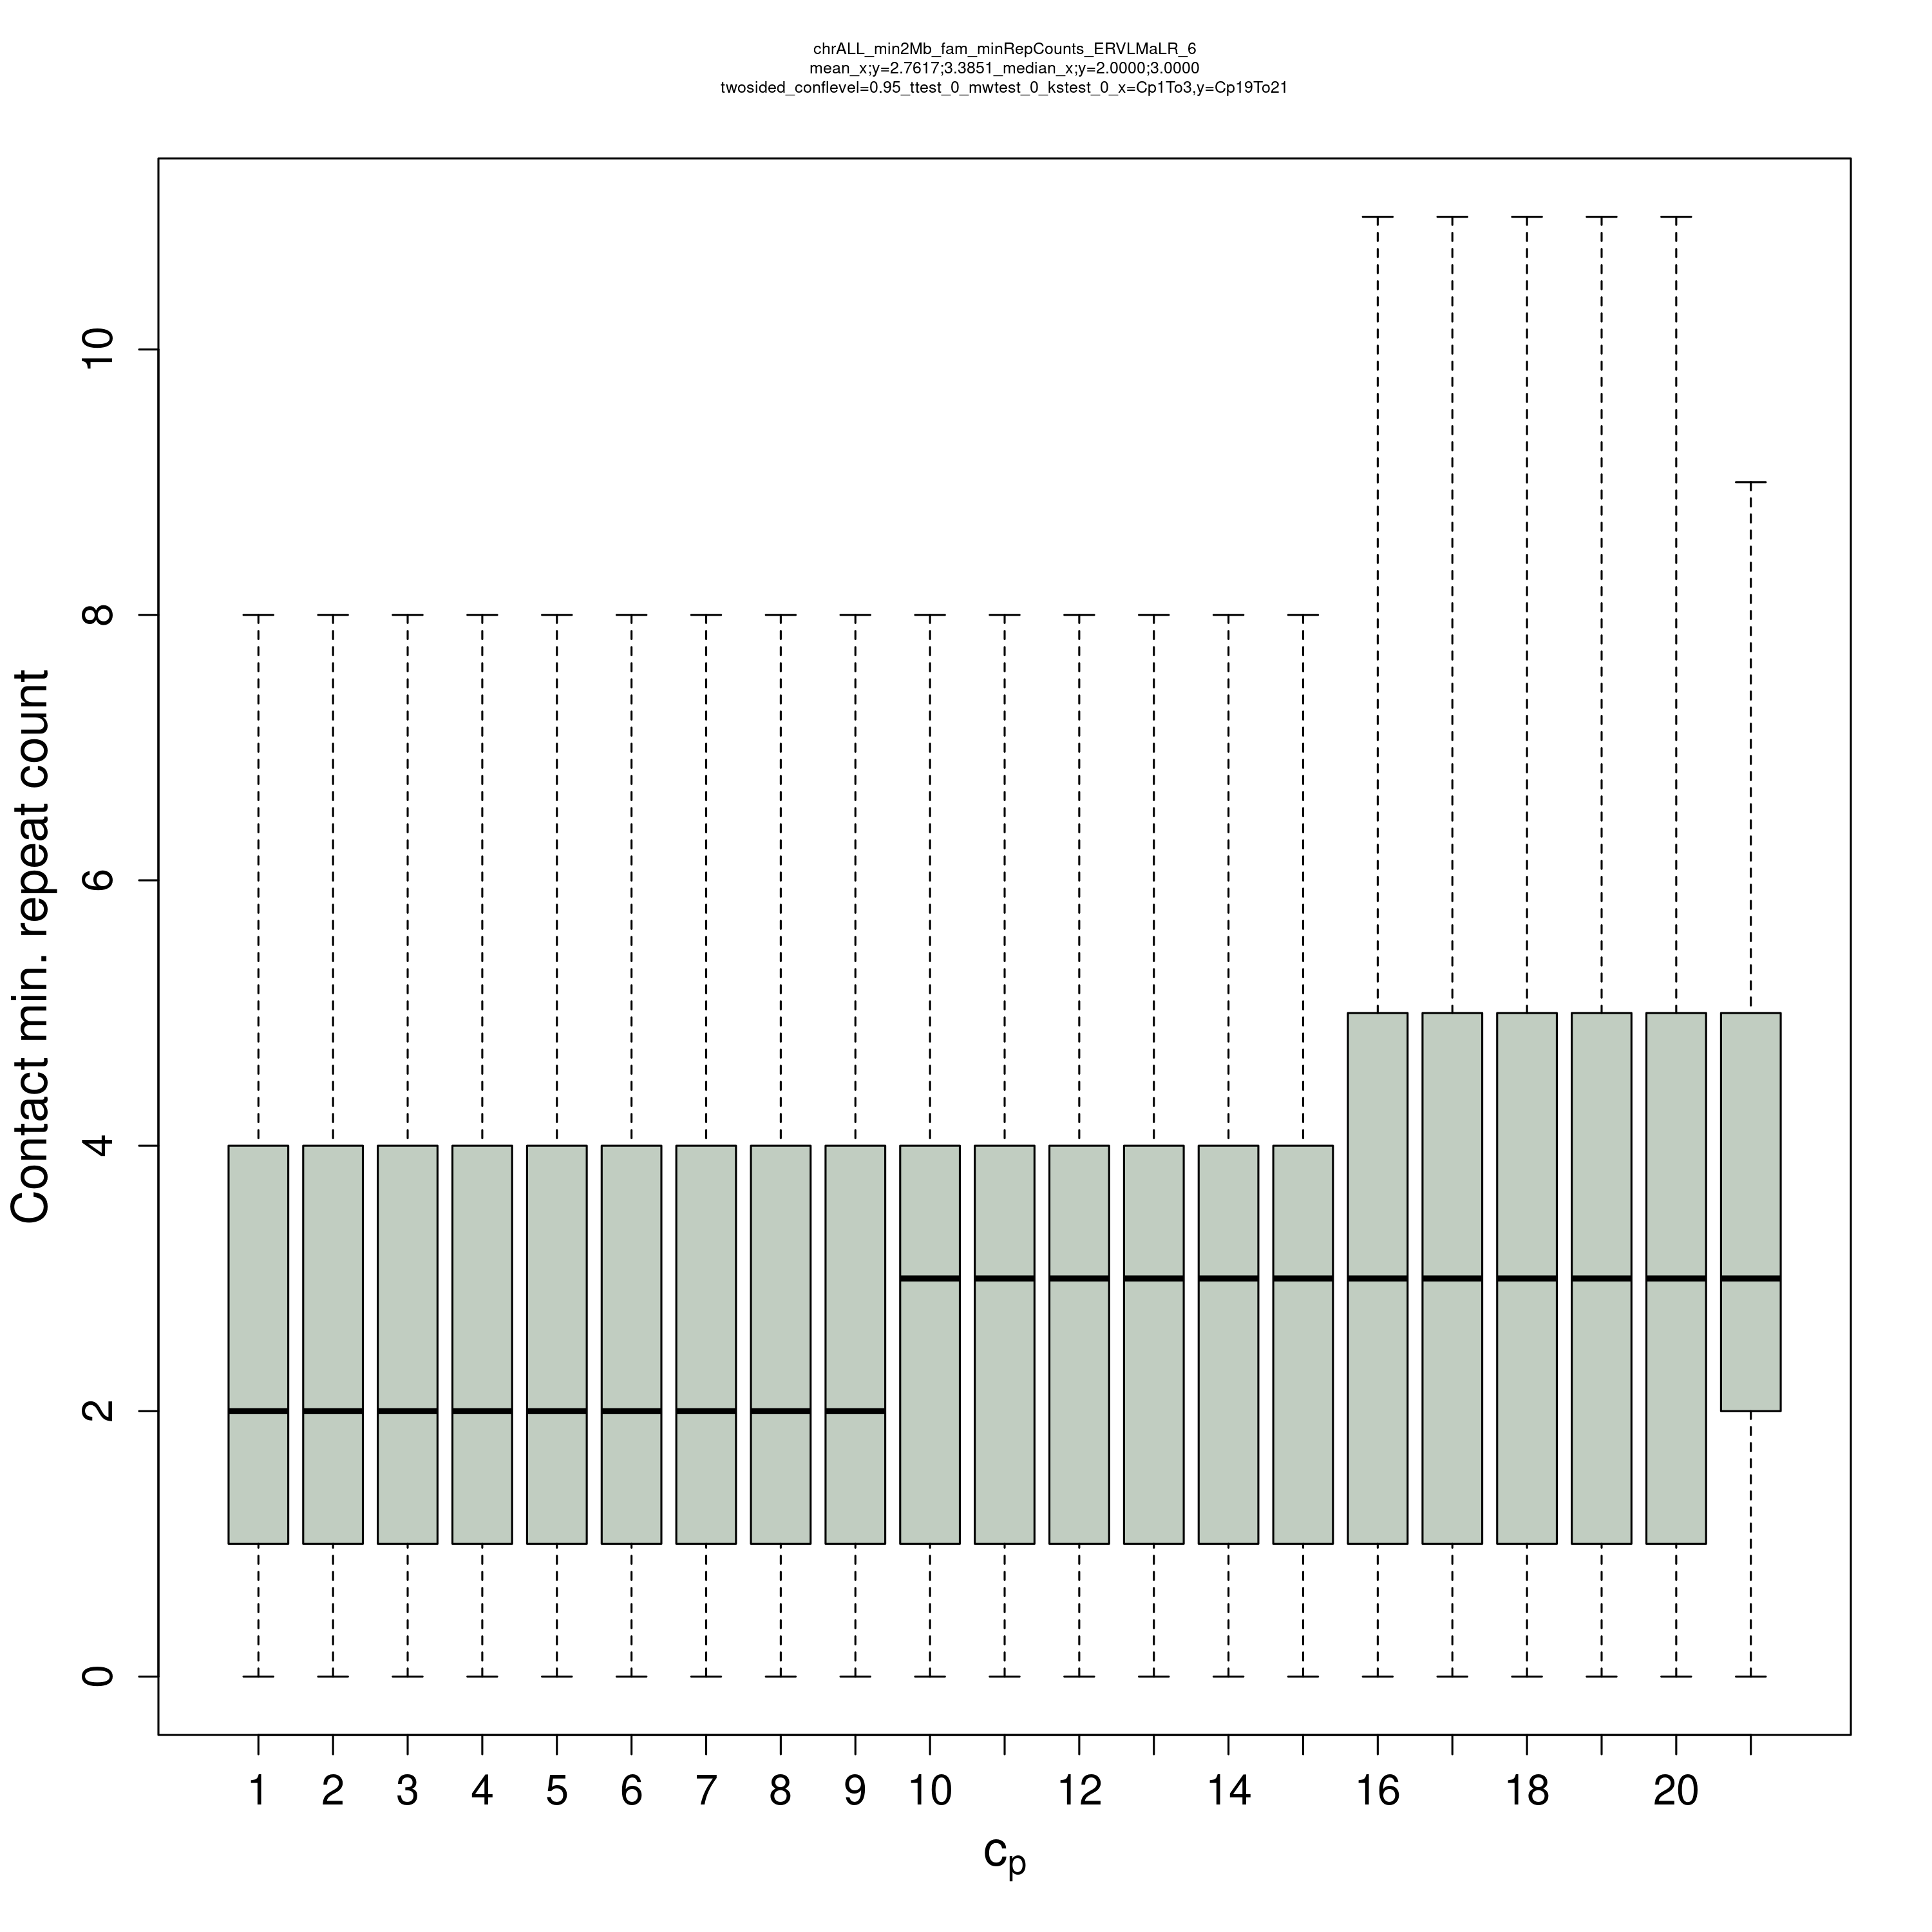 chrALL_min2Mb_fam_minRepCounts_ERVLMaLR_6
mean_x;y=2.7617;3.3851_median_x;y=2.0000;3.0000
twosided_conflevel=0.95_ttest_0_mwtest_0_kstest_0_x=Cp1To3,y=Cp19To21
Contact min. repeat count
10
8
6
4
2
0
1 2 3 4 5 6 7 8 9 10 12 14 16 18 20
cp